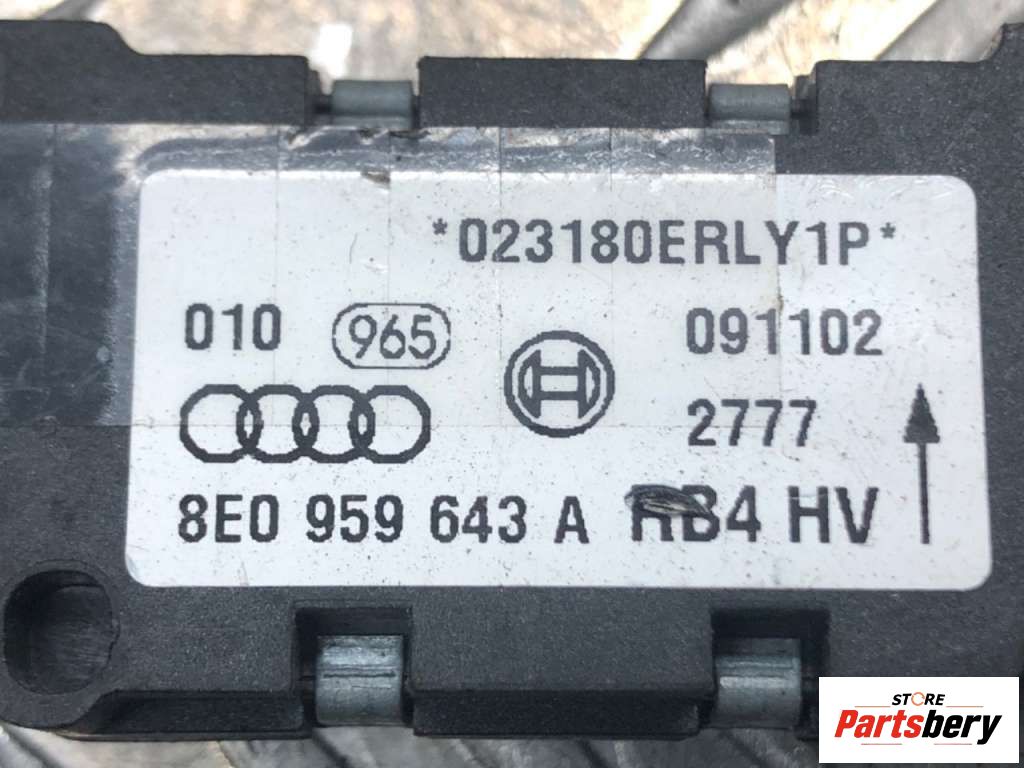 *023180ERLY1P*
010 965 091102
2777
8E0 959 643 A RB4 HV
STORE
Partsbery